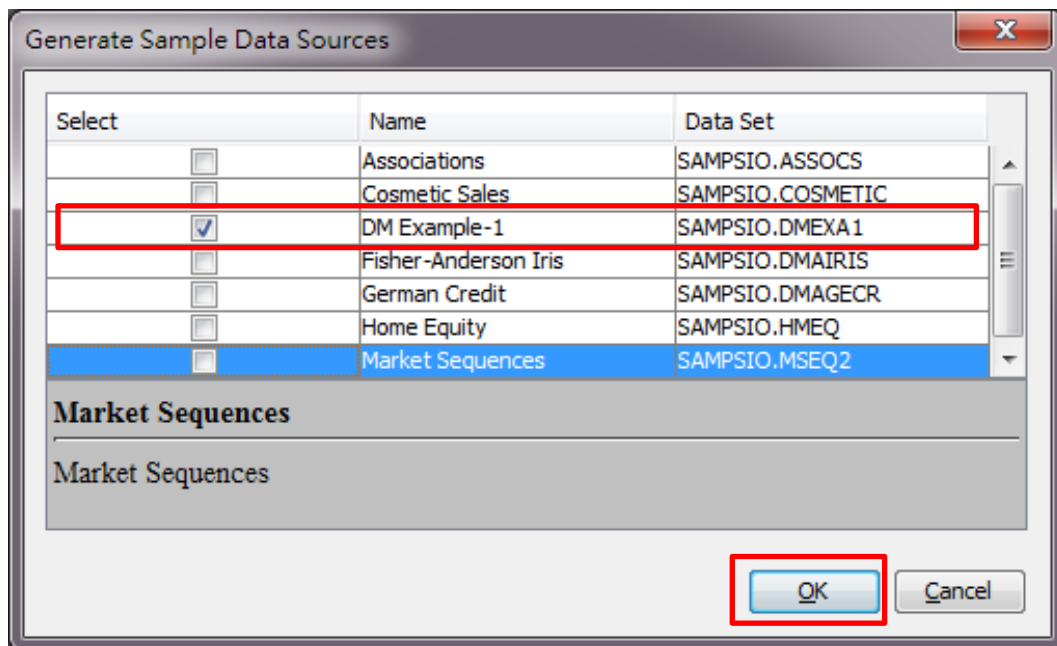 Generate Sample Data Sources
Select Name Data Set
Associations SAMPSIO.ASSOCS
Cosmetic Sales SAMPSIO.COSMETIC
DM Example-1 SAMPSIO.DMEXA1
Fisher-Anderson Iris SAMPSIO.DMAIRIS
German Credit SAMPSIO.DMAGECR
Home Equity SAMPSIO.HMEQ
Market Sequences SAMPSIO.MSEQ2
Market Sequences
Market Sequences
OK Cancel